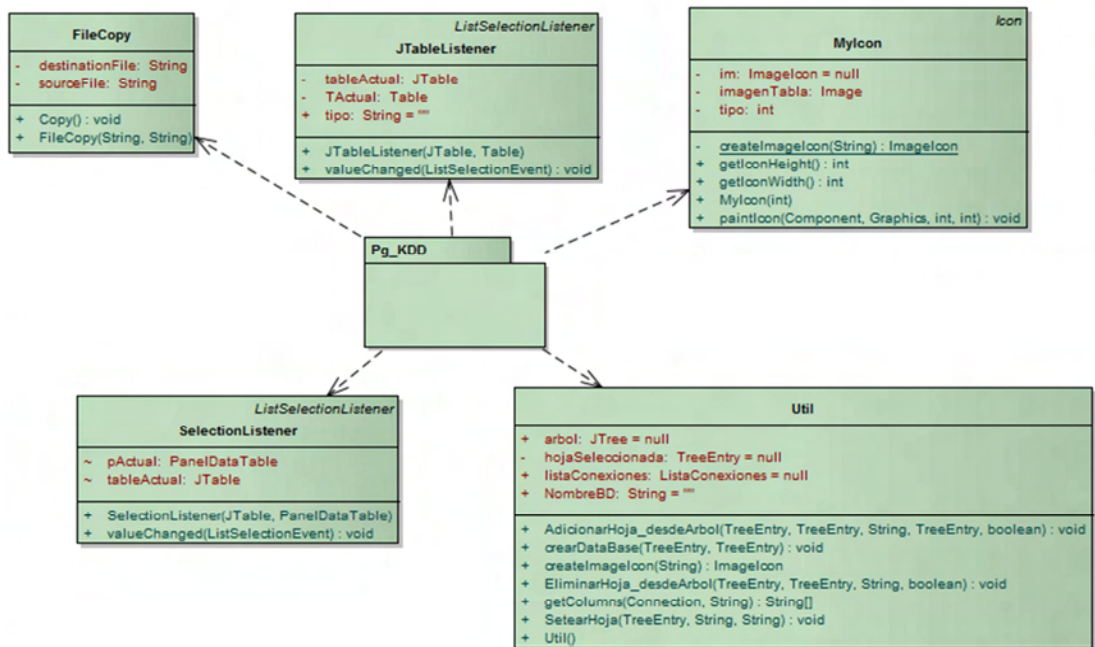 FileCopy
- destinationFile: String
- sourceFile: String
+ Copy() : void
+ FileCopy(String, String)
ListSelectionListener
JTableListener
- tableActual: JTable
- TActual: Table
+ tipo: String = ""
+ JTableListener(JTable, Table)
+ valueChanged(ListSelectionEvent) : void
Icon
MyIcon
- im: ImageIcon = null
- imagenTabla: Image
- tipo: int
- createImageIcon(String) : ImageIcon
+ getIconHeight() : int
+ getIconWidth() : int
+ MyIcon(int)
+ paintIcon(Component, Graphics, int, int) : void
Pg_KDD
ListSelectionListener
SelectionListener
~ pActual: PanelDataTable
~ tableActual: JTable
+ SelectionListener(JTable, PanelDataTable)
+ valueChanged(ListSelectionEvent) : void
Util
+ arbol: JTree = null
- hojaSeleccionada: TreeEntry = null
+ listaConexiones: ListaConexiones = null
+ NombreBD: String = ""
+ AdicionarHoja_desdeArbol(TreeEntry, TreeEntry, String, TreeEntry, boolean) : void
+ crearDataBase(TreeEntry, TreeEntry) : void
+ createImageIcon(String) : ImageIcon
+ EliminarHoja_desdeArbol(TreeEntry, TreeEntry, String, boolean) : void
+ getColumns(Connection, String) : String[]
+ SetearHoja(TreeEntry, String, String) : void
+ Util()